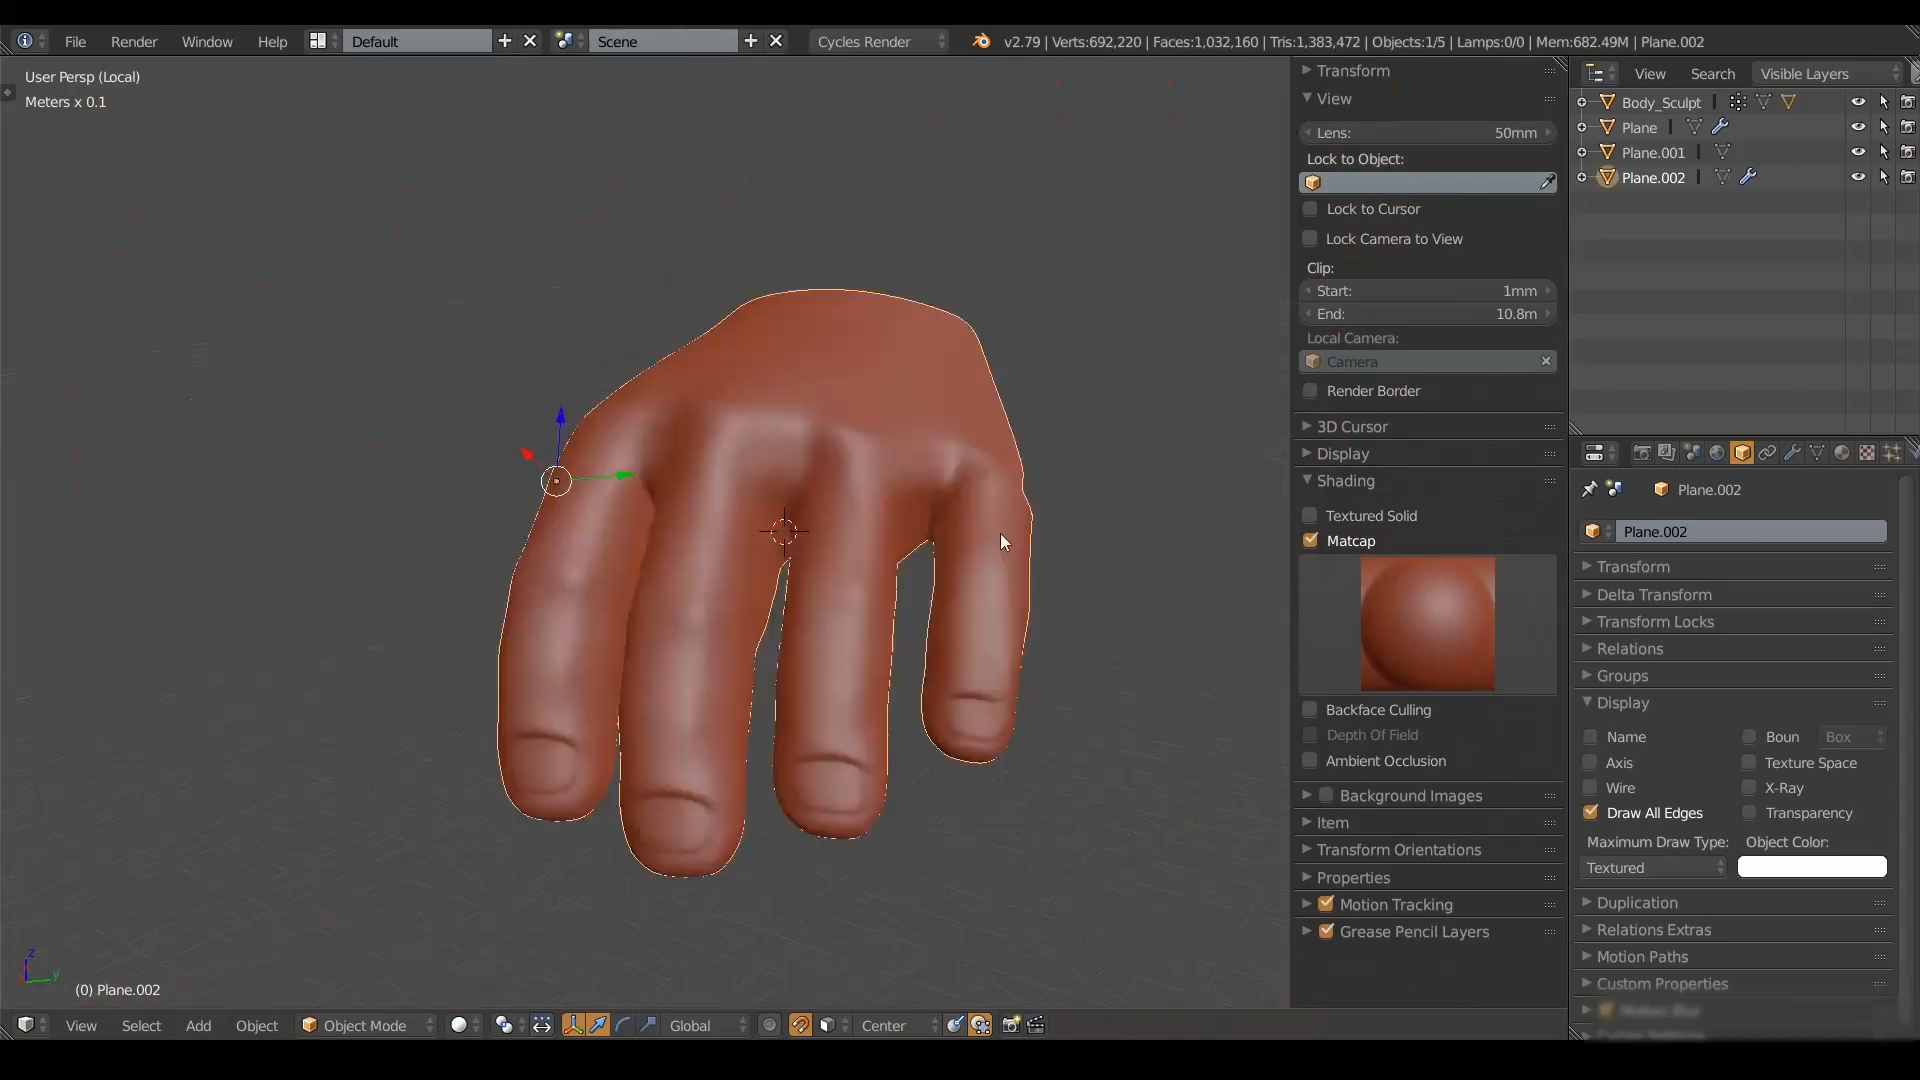 File Render Window Help Default Scene Cycles Render v2.79 | Verts:692,220 | Faces:1,032,160 | Tris:1,383,472 | Objects:1/5 | Lamps:0/0 | Mem:682.49M | Plane.002
User Persp (Local)
Meters x 0.1
(0) Plane.002
View Select Add Object Object Mode Global Center
Transform
View
Lens: 50mm
Lock to Object:
Lock to Cursor
Lock Camera to View
Clip:
Start: 1mm
End: 10.8m
Local Camera:
Camera
Render Border
3D Cursor
Display
Shading
Textured Solid
Matcap
Backface Culling
Depth Of Field
Ambient Occlusion
Background Images
Item
Transform Orientations
Properties
Motion Tracking
Grease Pencil Layers
View Search Visible Layers
Body_Sculpt
Plane
Plane.001
Plane.002
Plane.002
Plane.002
Transform
Delta Transform
Transform Locks
Relations
Groups
Display
Name Boun Box
Axis Texture Space
Wire X-Ray
Draw All Edges Transparency
Maximum Draw Type: Object Color:
Textured
Duplication
Relations Extras
Motion Paths
Custom Properties
Motion Blur
z
y